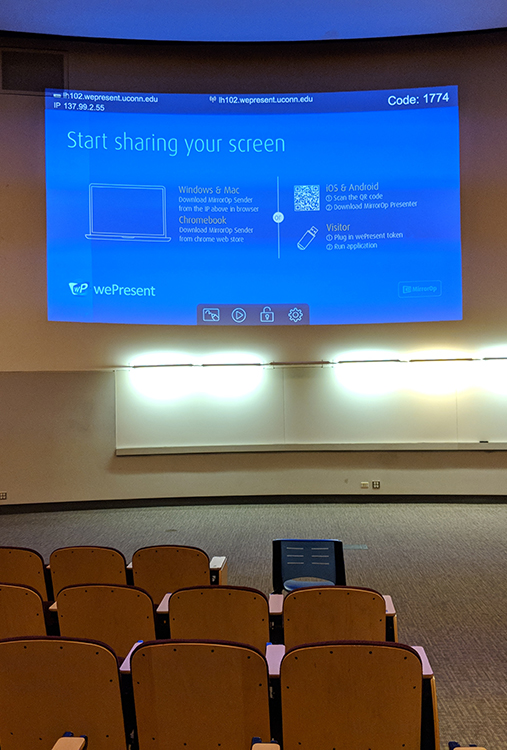 lh102.wepresent.uconn.edu lh102.wepresent.uconn.edu Code: 1774
IP 137.99.2.55
Start sharing your screen
Windows & Mac
Download MirrorOp Sender
from the IP above in browser
Chromebook
Download MirrorOp Sender
from chrome web store
or
iOS & Android
① Scan the QR code
② Download MirrorOp Presenter
Visitor
① Plug in wePresent token
② Run application
wP wePresent
MirrorOp